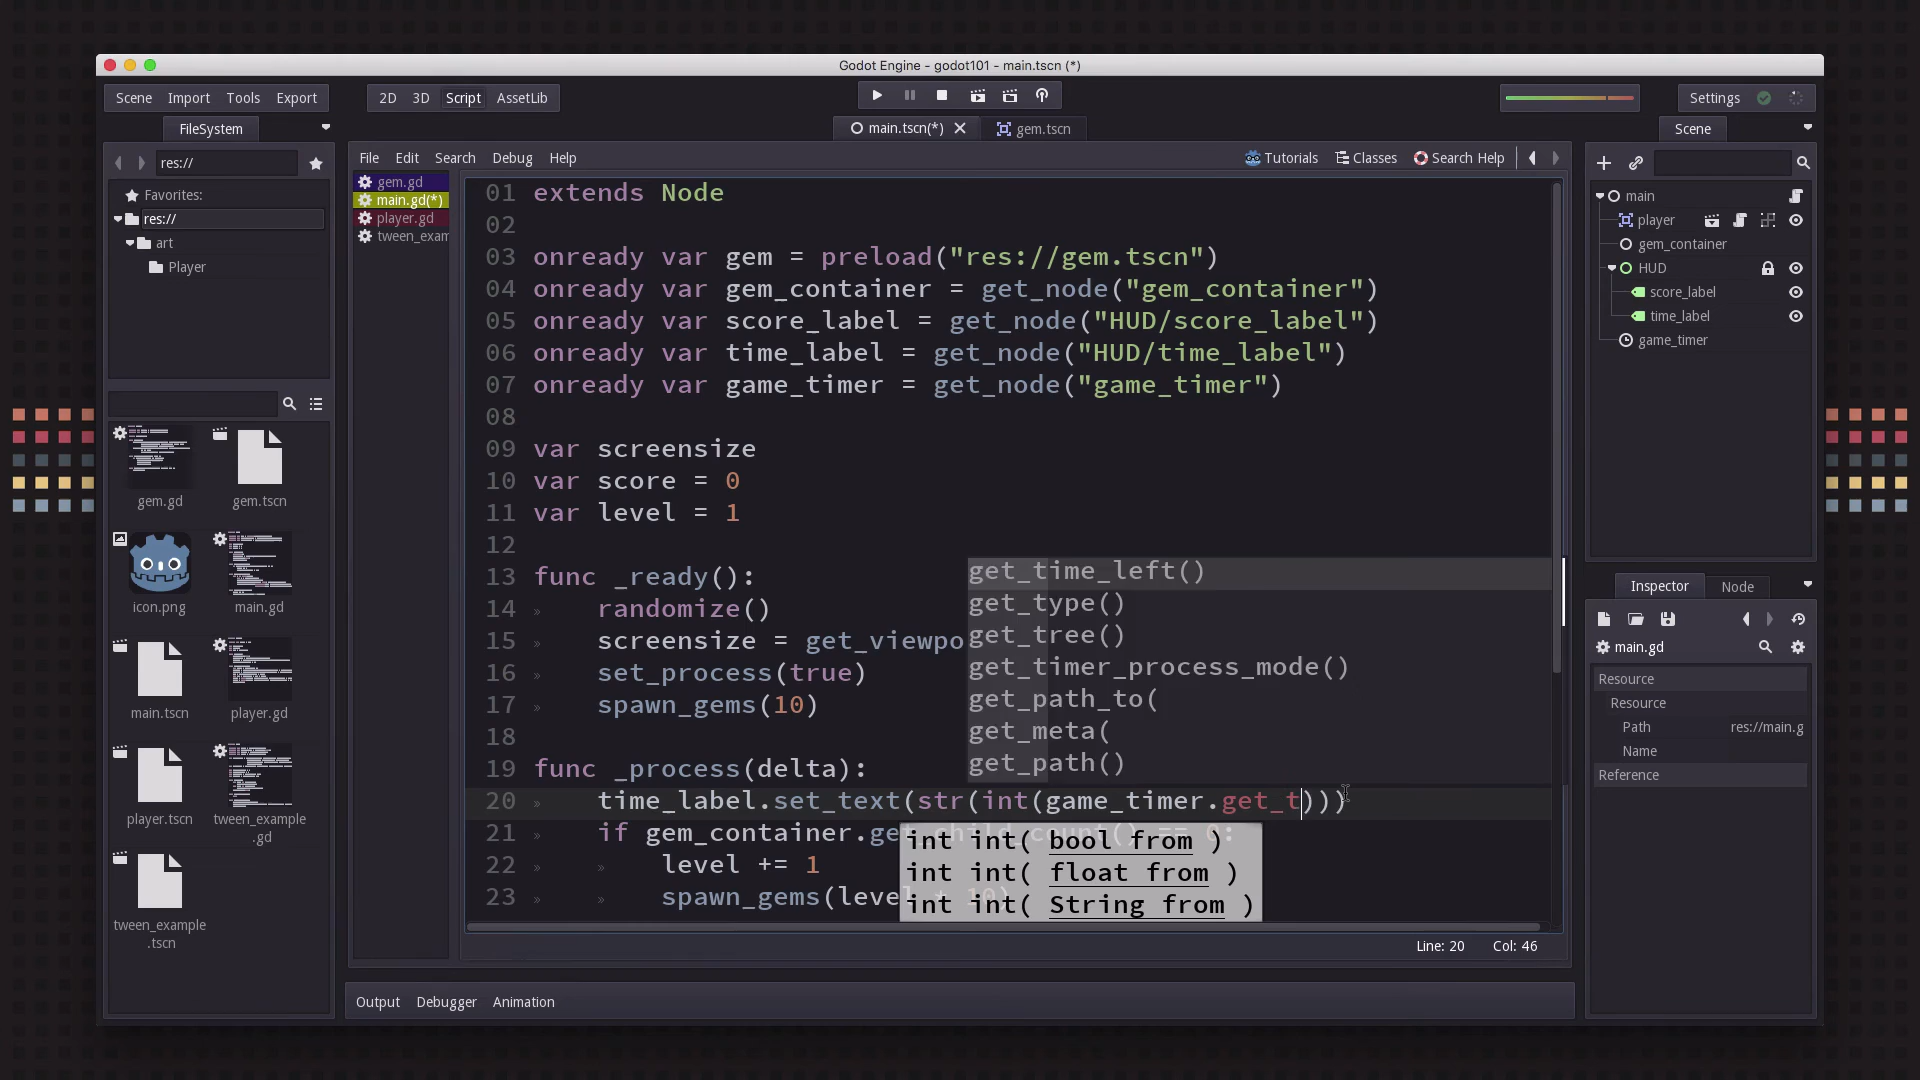 Godot Engine - godot101 - main.tscn (*)
Scene Import Tools Export
2D 3D Script AssetLib
Settings
FileSystem
main.tscn(*)
gem.tscn
Scene
res://
File Edit Search Debug Help
Tutorials Classes Search Help
Favorites:
res://
art
Player
gem.gd
main.gd(*)
player.gd
tween_exam
01 extends Node
02
03 onready var gem = preload("res://gem.tscn")
04 onready var gem_container = get_node("gem_container")
05 onready var score_label = get_node("HUD/score_label")
06 onready var time_label = get_node("HUD/time_label")
07 onready var game_timer = get_node("game_timer")
08
09 var screensize
10 var score = 0
11 var level = 1
12
13 func _ready():
14 randomize()
15 screensize = get_viewpo
16 set_process(true)
17 spawn_gems(10)
18
19 func _process(delta):
20 time_label.set_text(str(int(game_timer.get_t)))
21 if gem_container.get_child_count() == 0:
22 level += 1
23 spawn_gems(level + 10)
get_time_left()
get_type()
get_tree()
get_timer_process_mode()
get_path_to(
get_meta(
get_path()
int int( bool from )
int int( float from )
int int( String from )
Line: 20 Col: 46
Output Debugger Animation
gem.gd
gem.tscn
icon.png
main.gd
main.tscn
player.gd
player.tscn
tween_example
.gd
tween_example
.tscn
main
player
gem_container
HUD
score_label
time_label
game_timer
Inspector Node
main.gd
Resource
Resource
Path res://main.g
Name
Reference